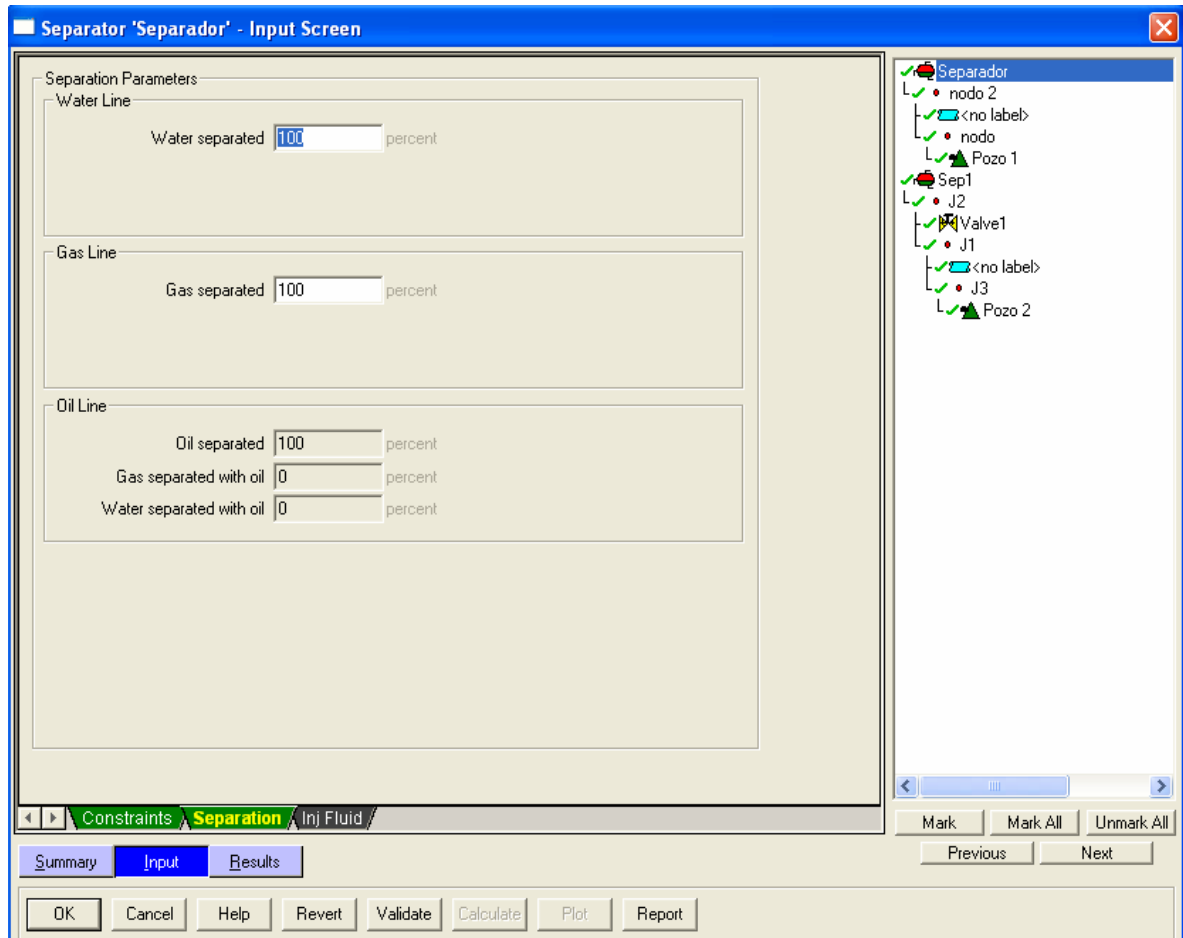 Separator 'Separador' - Input Screen
Separation Parameters
Water Line
Water separated 100 percent
Gas Line
Gas separated 100 percent
Oil Line
Oil separated 100 percent
Gas separated with oil 0 percent
Water separated with oil 0 percent
Constraints Separation Inj Fluid
Summary Input Results
OK Cancel Help Revert Validate Calculate Plot Report
Separador
nodo 2
<no label>
nodo
Pozo 1
Sep1
J2
Valve1
J1
<no label>
J3
Pozo 2
Mark Mark All Unmark All
Previous Next